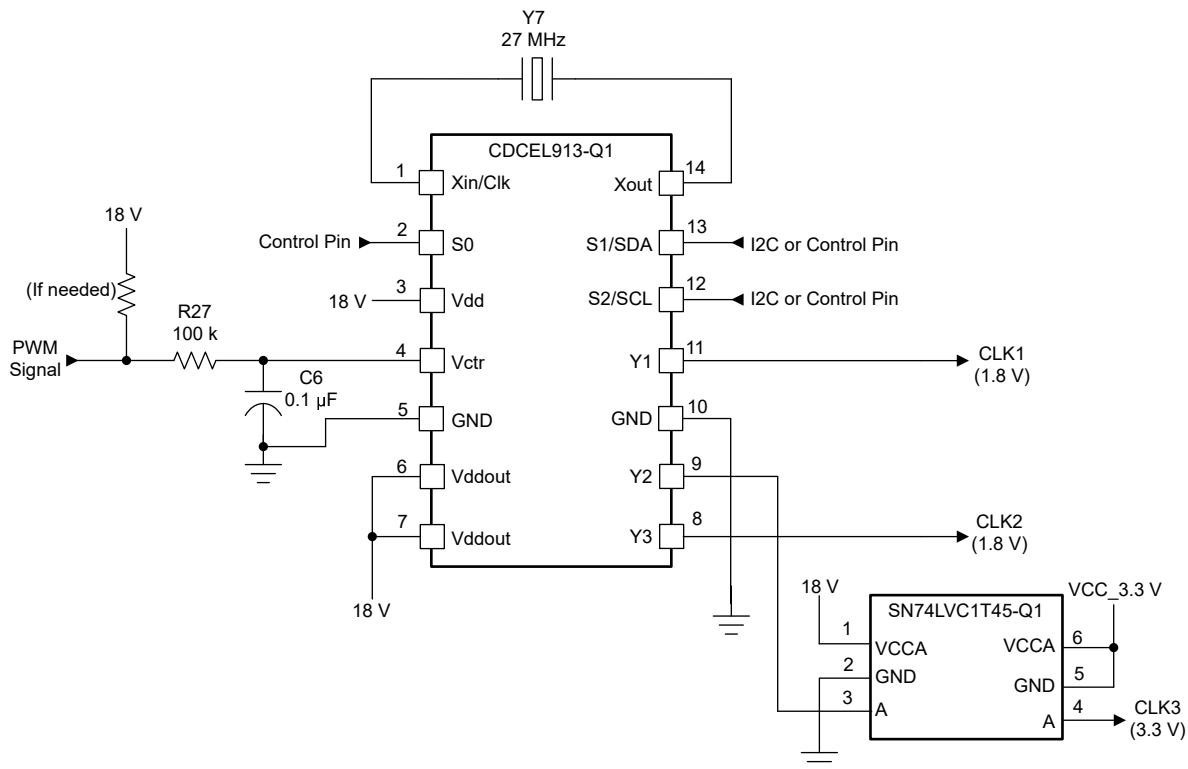 Y7
27 MHz
CDCEL913-Q1
1
Xin/Clk
Xout
14
18 V
Control Pin
2
S0
S1/SDA
13
I2C or Control Pin
(If needed)
18 V
3
Vdd
S2/SCL
12
I2C or Control Pin
R27
100 k
PWM
Signal
4
Vctr
Y1
11
CLK1
(1.8 V)
C6
0.1 µF
5
GND
GND
10
6
Vddout
Y2
9
7
Vddout
Y3
8
CLK2
(1.8 V)
18 V
18 V
SN74LVC1T45-Q1
VCC_3.3 V
1
VCCA
VCCA
6
2
GND
GND
5
3
A
A
4
CLK3
(3.3 V)